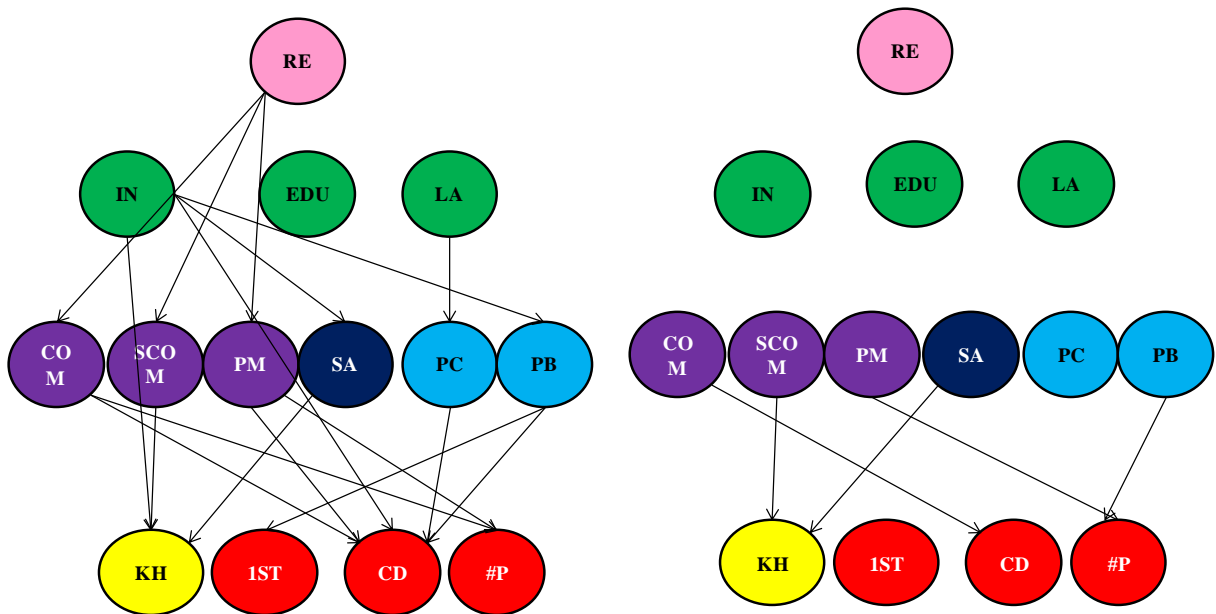 RE
IN
EDU
LA
CO
M
SCO
M
PM
SA
PC
PB
KH
1ST
CD
#P
RE
IN
EDU
LA
CO
M
SCO
M
PM
SA
PC
PB
KH
1ST
CD
#P